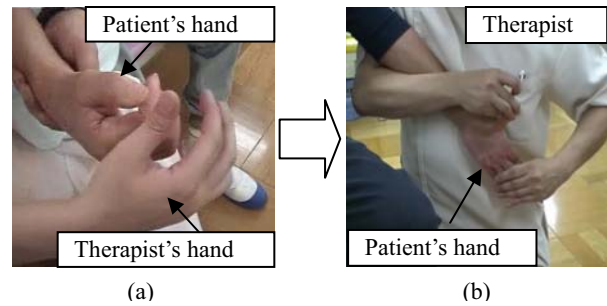 Patient's hand
Therapist's hand
(a)
Therapist
Patient's hand
(b)